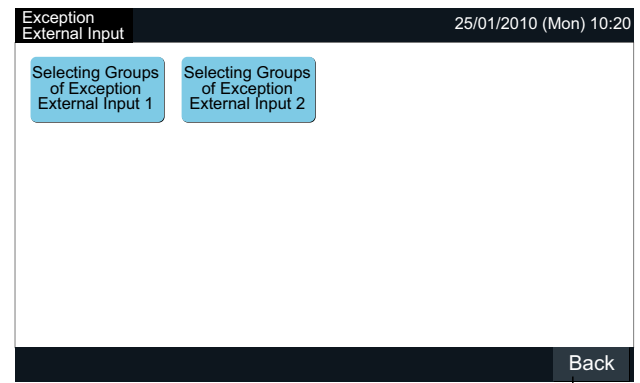 Exception
External Input
25/01/2010 (Mon) 10:20
Selecting Groups
of Exception
External Input 1
Selecting Groups
of Exception
External Input 2
Back